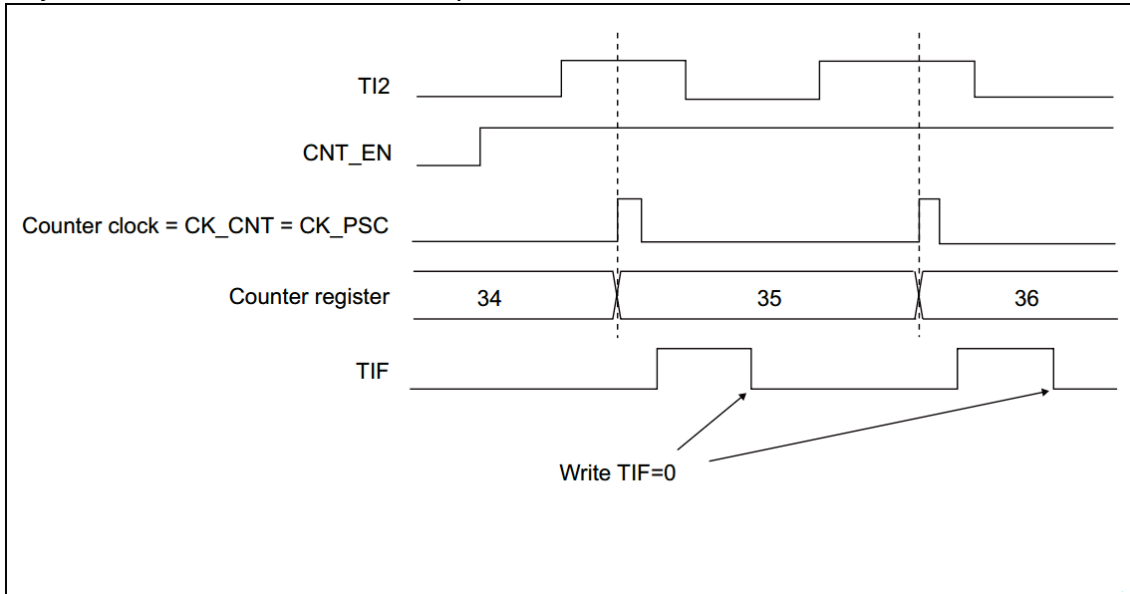 TI2
CNT_EN
Counter clock = CK_CNT = CK_PSC
Counter register 34 35 36
TIF
Write TIF=0